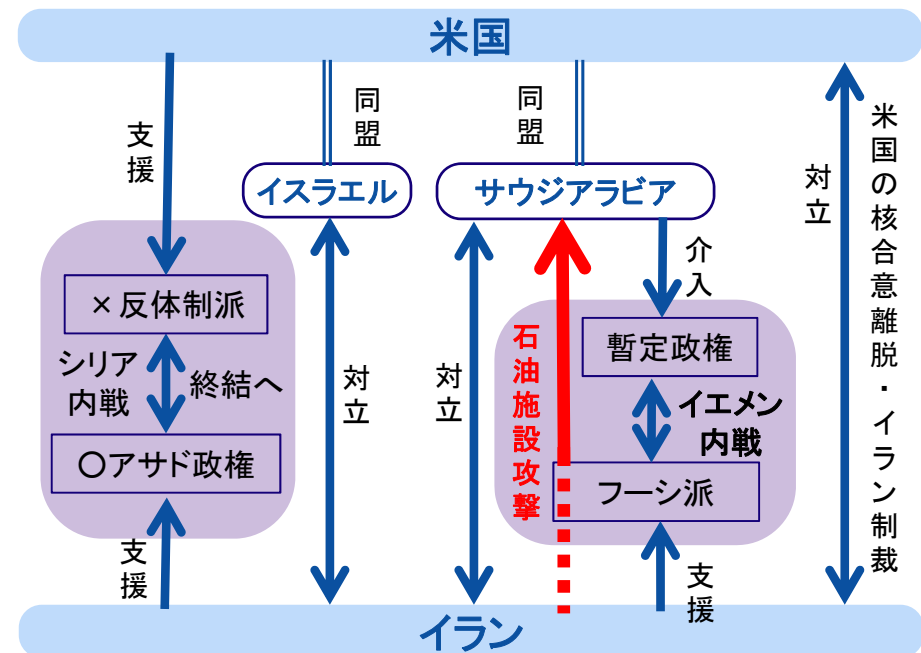 米国
支援
同盟
同盟
イスラエル
サウジアラビア
対立
米国の核合意離脱・イラン制裁
×反体制派
シリア
内戦
終結へ
〇アサド政権
支援
対立
対立
石油施設攻撃
介入
暫定政権
イエメン
内戦
フーシ派
支援
イラン